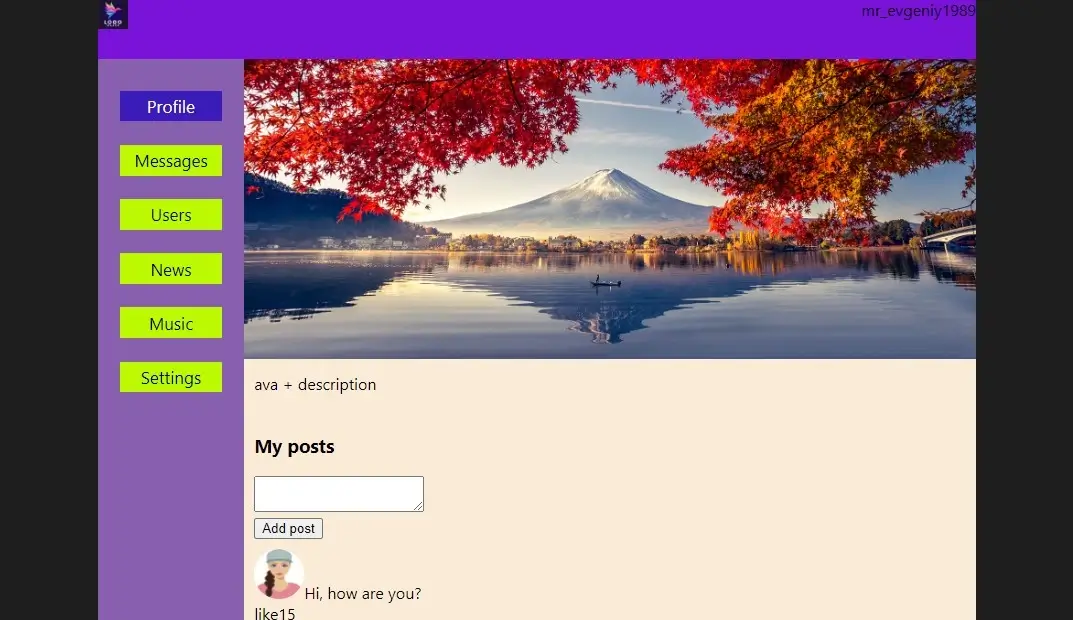 LOGO
mr_evgeniy1989
Profile
Messages
Users
News
Music
Settings
ava + description
My posts
Add post
Hi, how are you?
like15